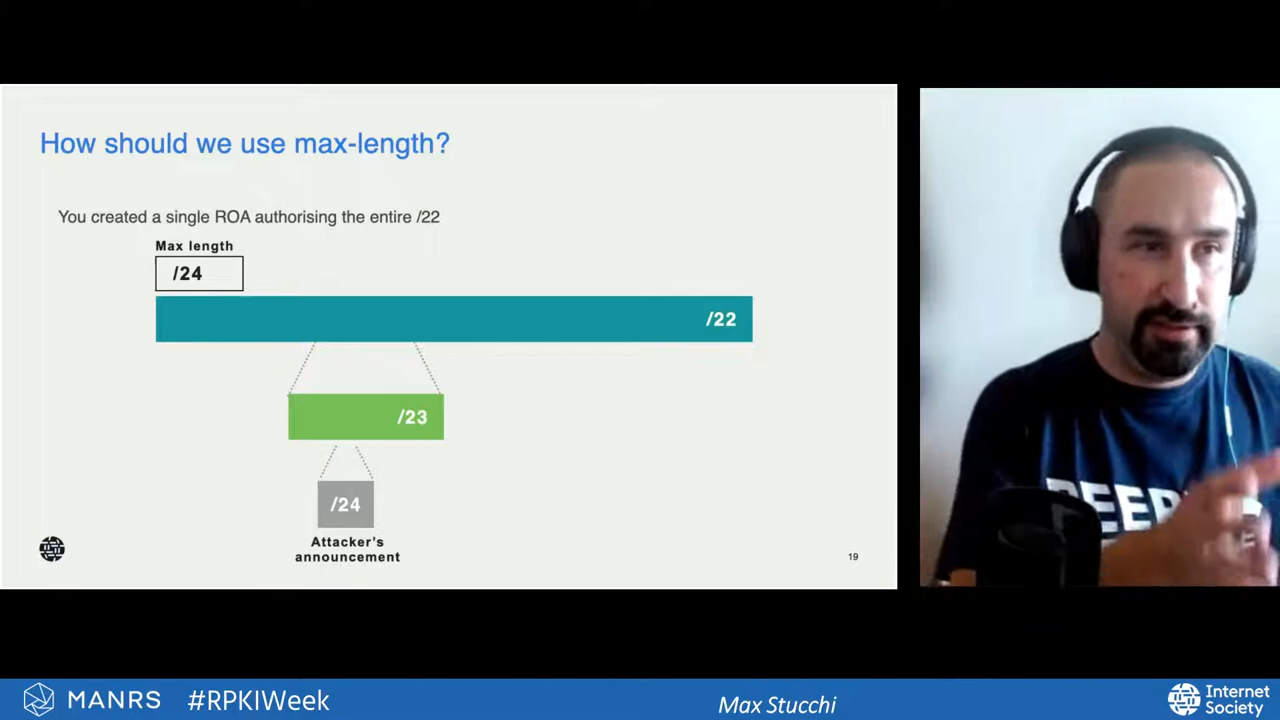 How should we use max-length?
You created a single ROA authorising the entire /22
Max length
/24
/22
/23
/24
Attacker's
announcement
19
MANRS #RPKIWeek
Max Stucchi
Internet
Society